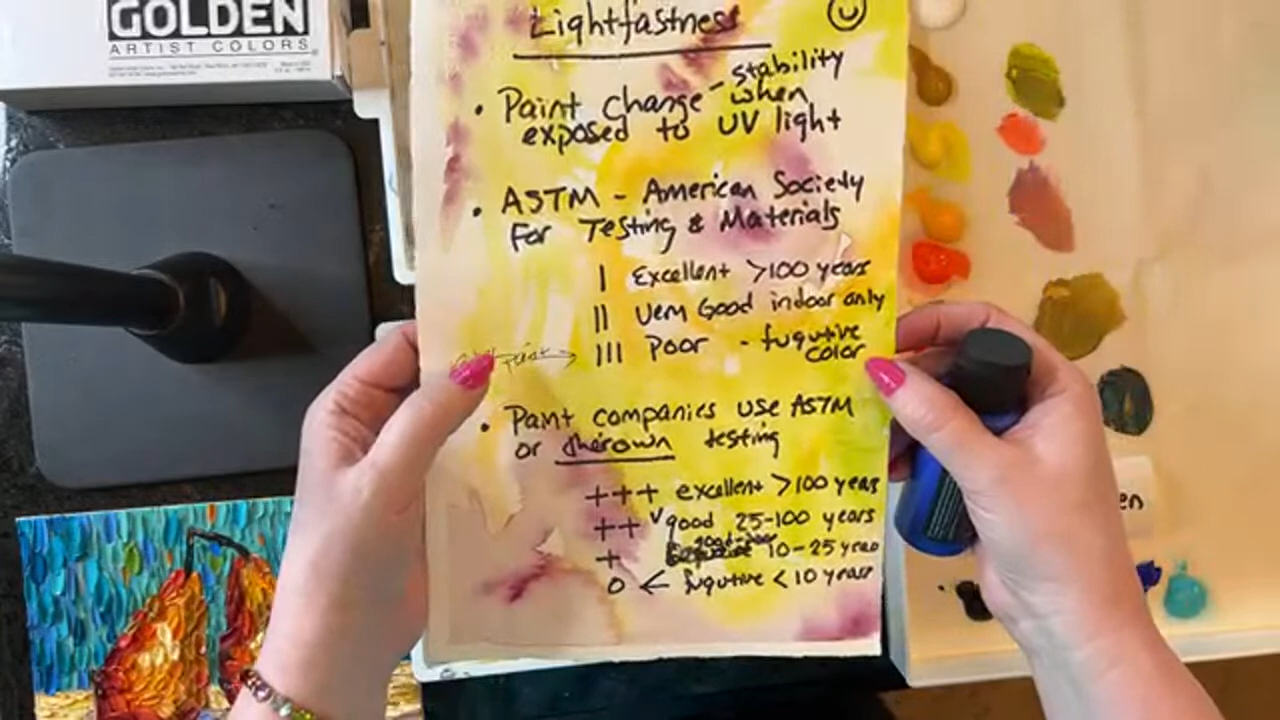 GOLDEN
ARTIST COLORS
Lightfastness
• Paint change - stability
when
exposed to UV light
• ASTM - American Society
For Testing & Materials
I Excellent >100 years
II Very Good indoor only
III Poor - fugutive
color
• Paint companies use ASTM
or their own testing
+++ excellent >100 years
++ v good 25-100 years
+ 10-25 years
0 ← fugutive < 10 years
en